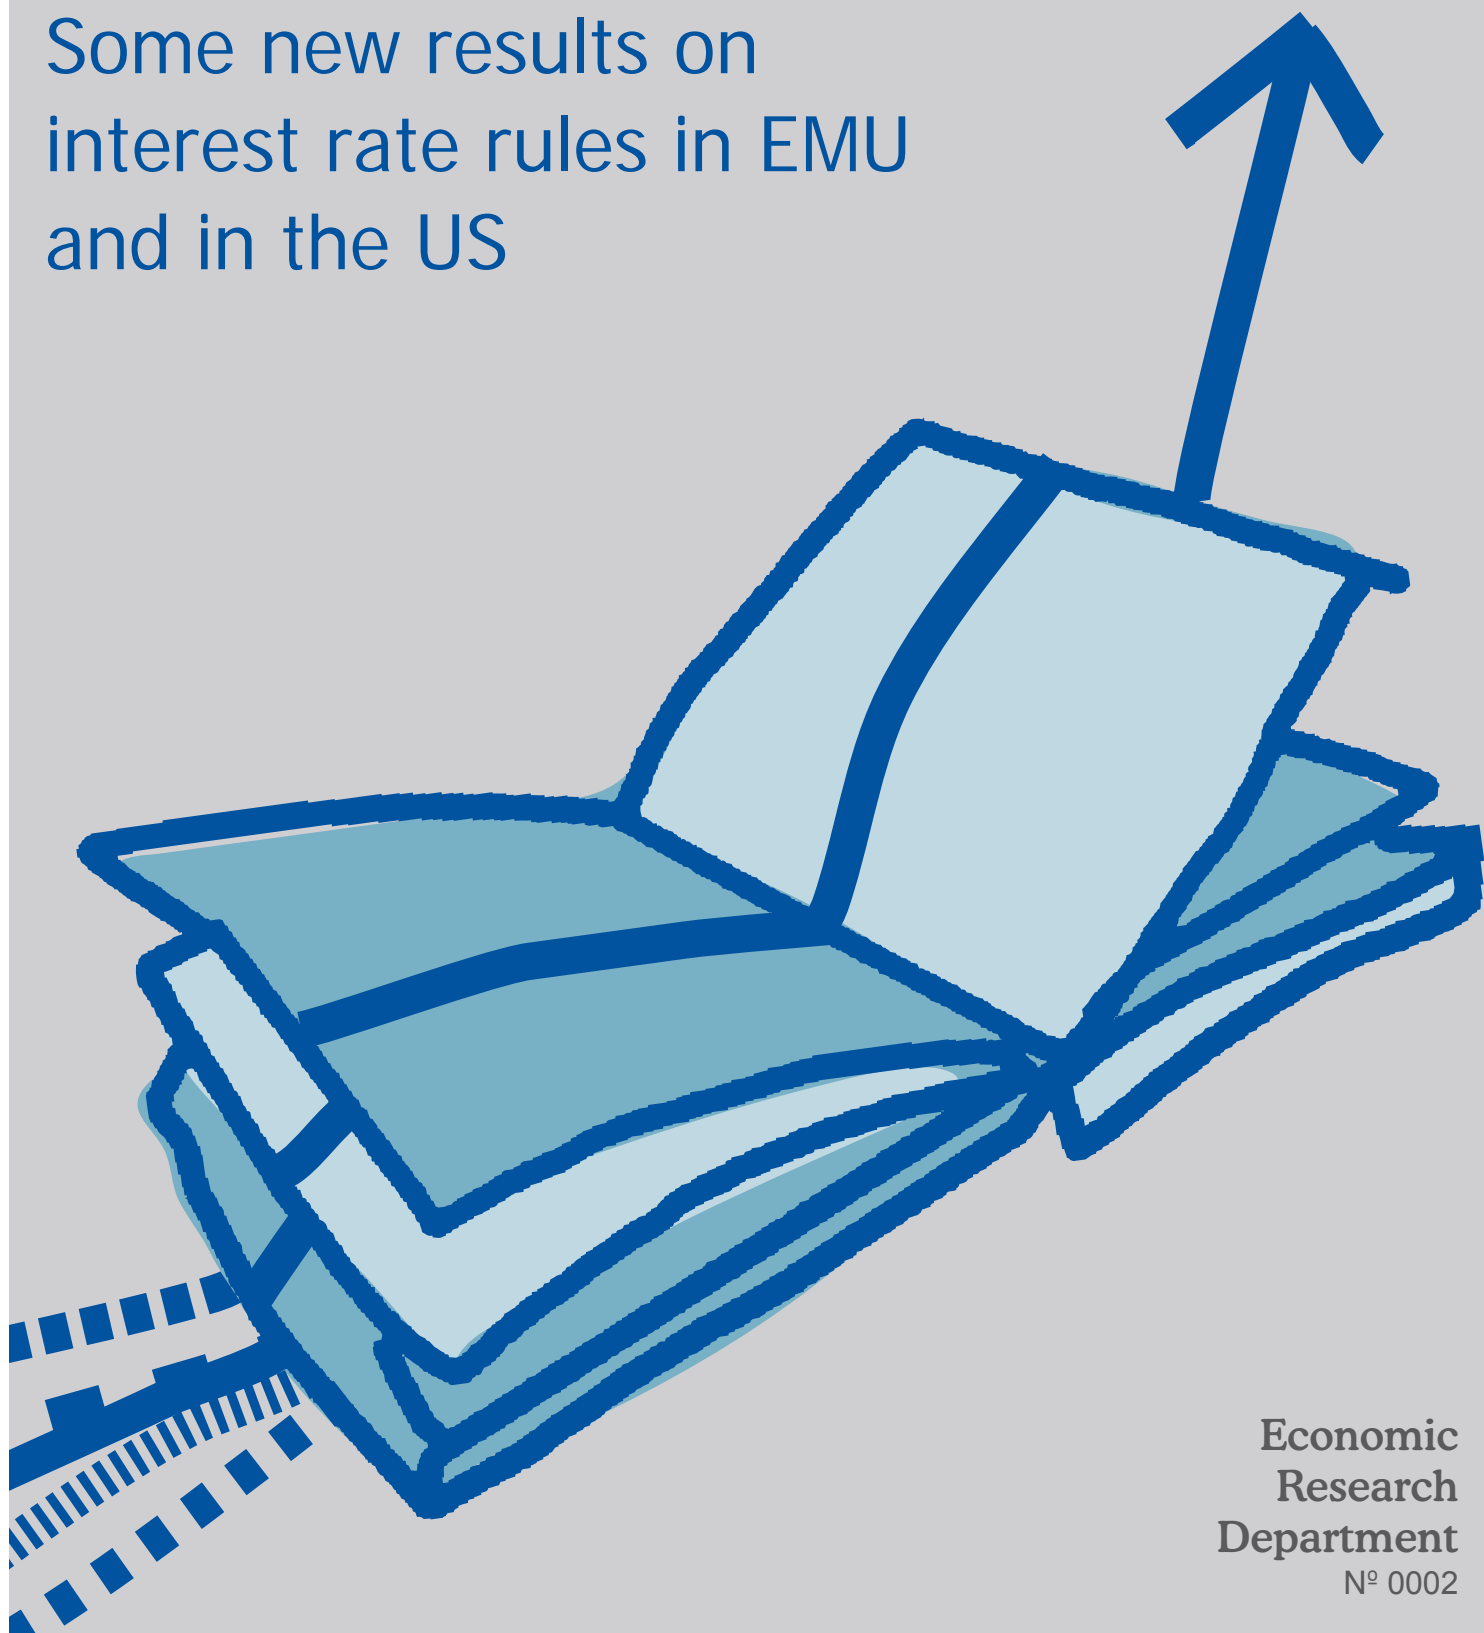 Some new results on
interest rate rules in EMU
and in the US
Economic
Research
Department
Nº 0002